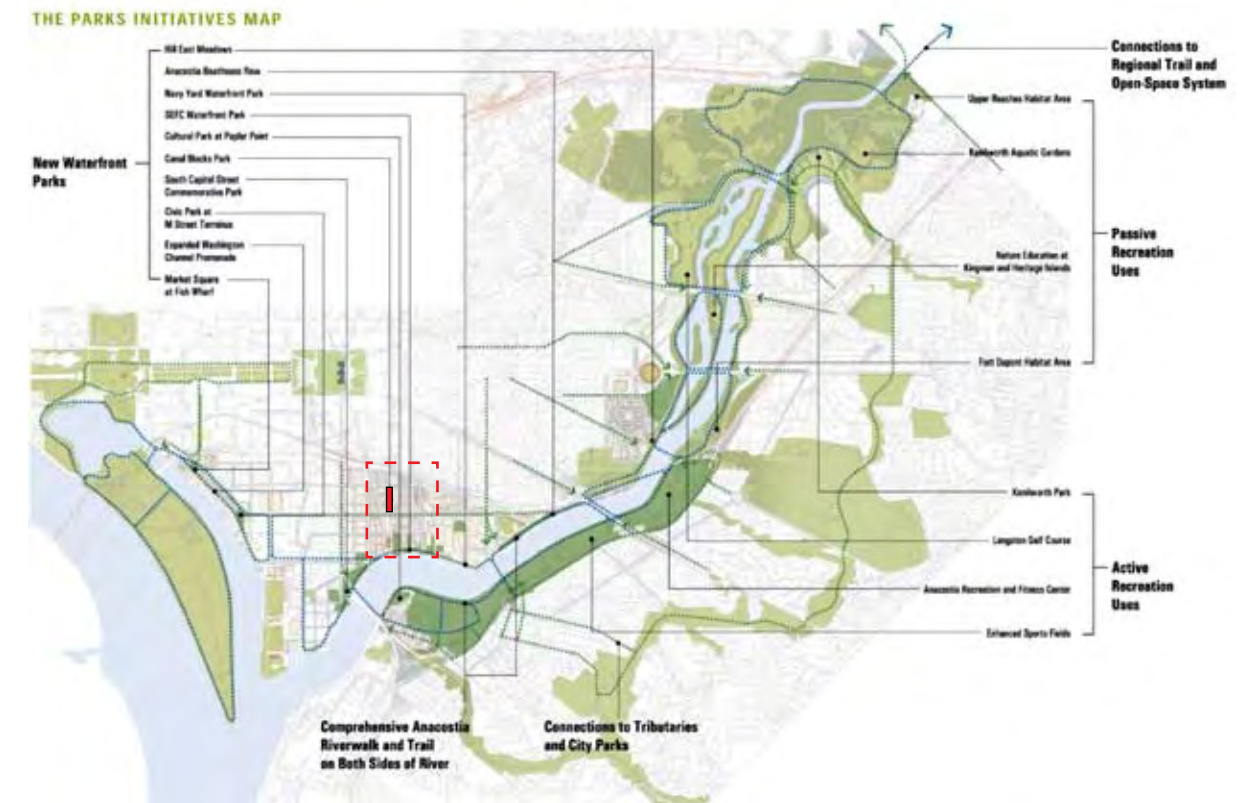 THE PARKS INITIATIVES MAP
Hill East Meadows
Anacostia Boathouse Row
Navy Yard Waterfront Park
SEFC Waterfront Park
Cultural Park at Poplar Point
Canal Blocks Park
South Capitol Street
Commemorative Park
Civic Park at
M Street Terminus
Expanded Washington
Channel Promenade
Market Square
at Fish Wharf
New Waterfront
Parks
Connections to
Regional Trail and
Open-Space System
Upper Reaches Habitat Area
Kenilworth Aquatic Gardens
Passive
Recreation
Uses
Nature Education at
Kingman and Heritage Islands
Fort Dupont Habitat Area
Kenilworth Park
Langston Golf Course
Active
Recreation
Uses
Anacostia Recreation and Fitness Center
Enhanced Sports Fields
Comprehensive Anacostia
Riverwalk and Trail
on Both Sides of River
Connections to Tributaries
and City Parks